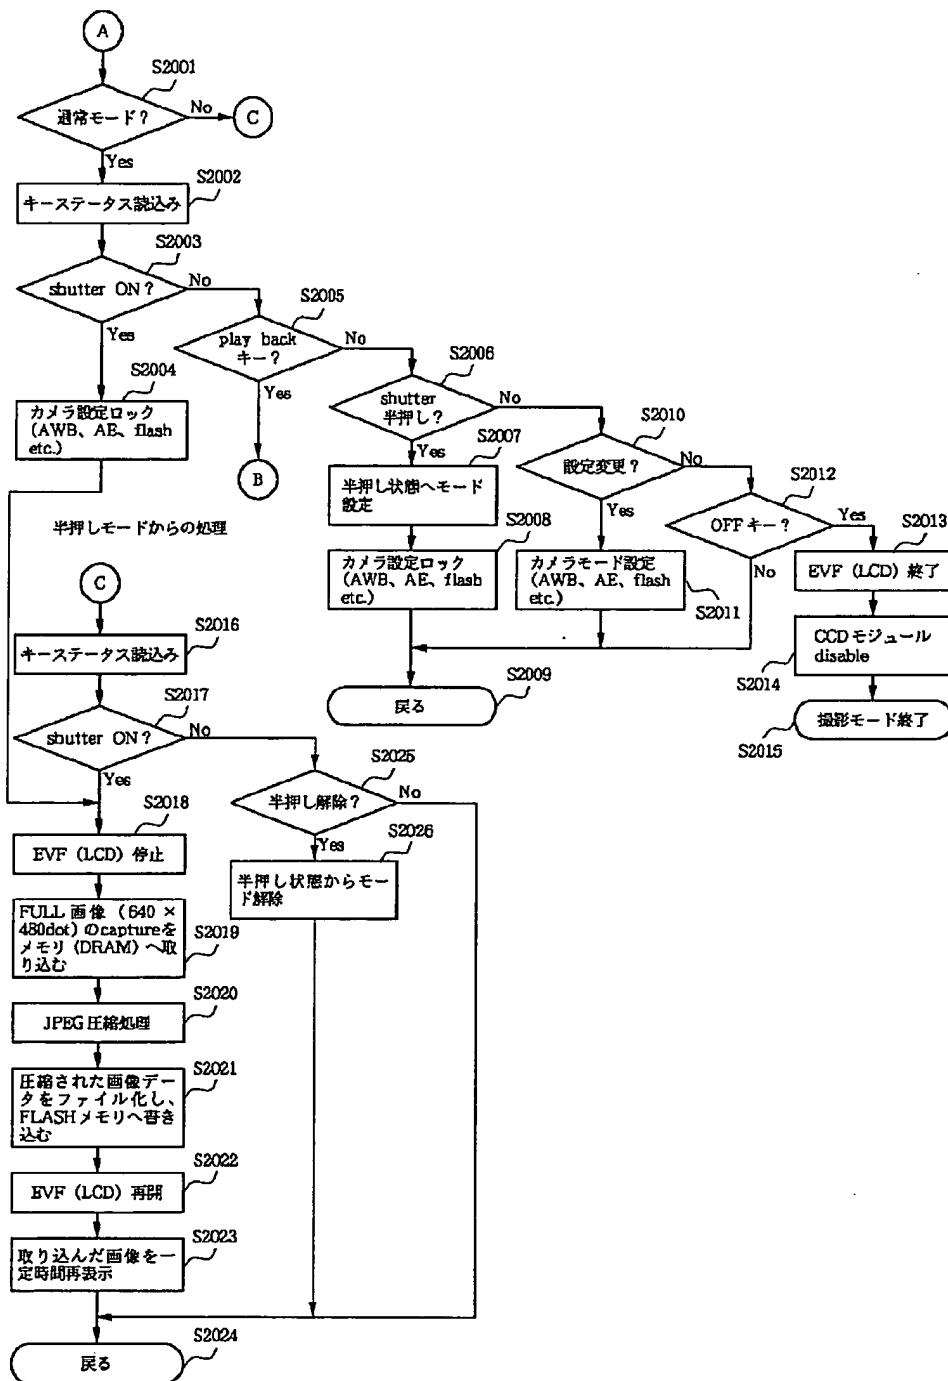 A
S2001
通常モード?
No
C
Yes
S2002
キーステータス読込み
S2003
shutter ON?
No
Yes
S2005
play back
キー?
No
Yes
B
S2004
カメラ設定ロック
(AWB、AE、flash
etc.)
S2006
shutter
半押し?
No
Yes
S2007
半押し状態へモード
設定
S2008
カメラ設定ロック
(AWB、AE、flash
etc.)
S2010
設定変更?
No
Yes
カメラモード設定
(AWB、AE、flash
etc.)
S2011
S2012
OFFキー?
Yes
No
S2013
EVF (LCD) 終了
CCDモジュール
disable
S2014
撮影モード終了
S2015
S2009
戻る
半押しモードからの処理
C
S2016
キーステータス読込み
S2017
shutter ON?
No
Yes
S2025
半押し解除?
No
Yes
S2026
半押し状態からモー
ド解除
S2018
EVF (LCD) 停止
FULL 画像 (640 ×
480dot) のcaptureを
メモリ (DRAM) へ取
り込む
S2019
S2020
JPEG圧縮処理
S2021
圧縮された画像デー
タをファイル化し、
FLASHメモリへ書き
込む
S2022
EVF (LCD) 再開
S2023
取り込んだ画像を一
定時間再表示
S2024
戻る